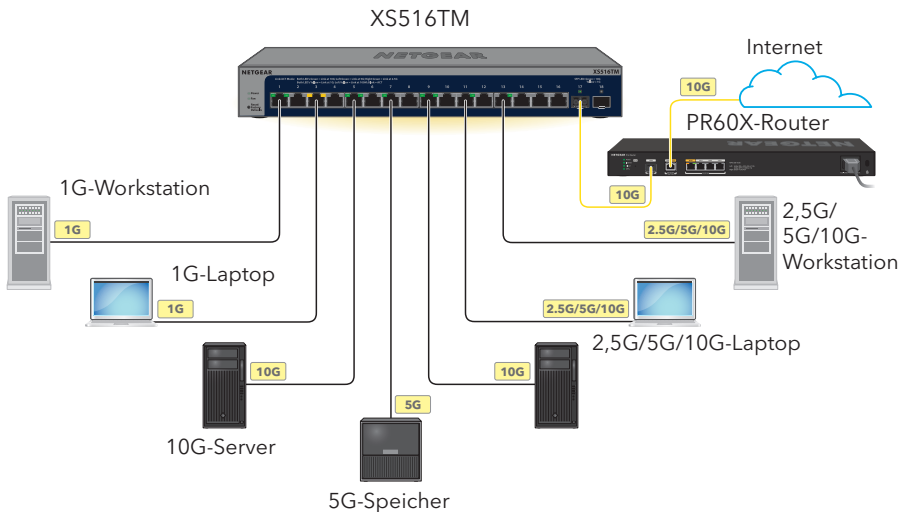 XS516TM
NETGEAR
NETGEAR
XS516TM
1 2 3 4 5 6 7 8 9 10 11 12 13 14 15 16 17 18
Internet
10G
PR60X-Router
NETGEAR
NETGEAR
10G
1G-Workstation
1G
1G-Laptop
1G
10G
10G-Server
5G
5G-Speicher
10G
2.5G/5G/10G
2,5G/
5G/10G-
Workstation
2.5G/5G/10G
2,5G/5G/10G-Laptop